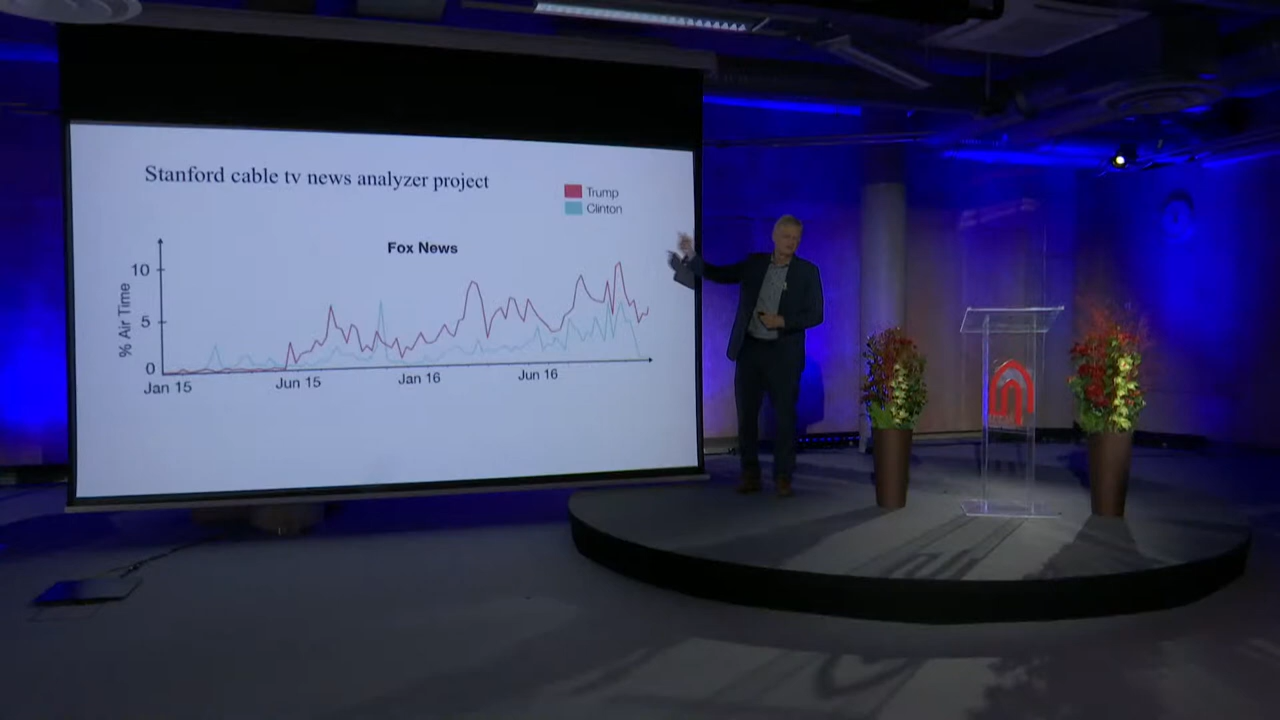 Stanford cable tv news analyzer project
Trump
Clinton
Fox News
% Air Time
10
5
0
Jan 15
Jun 15
Jan 16
Jun 16